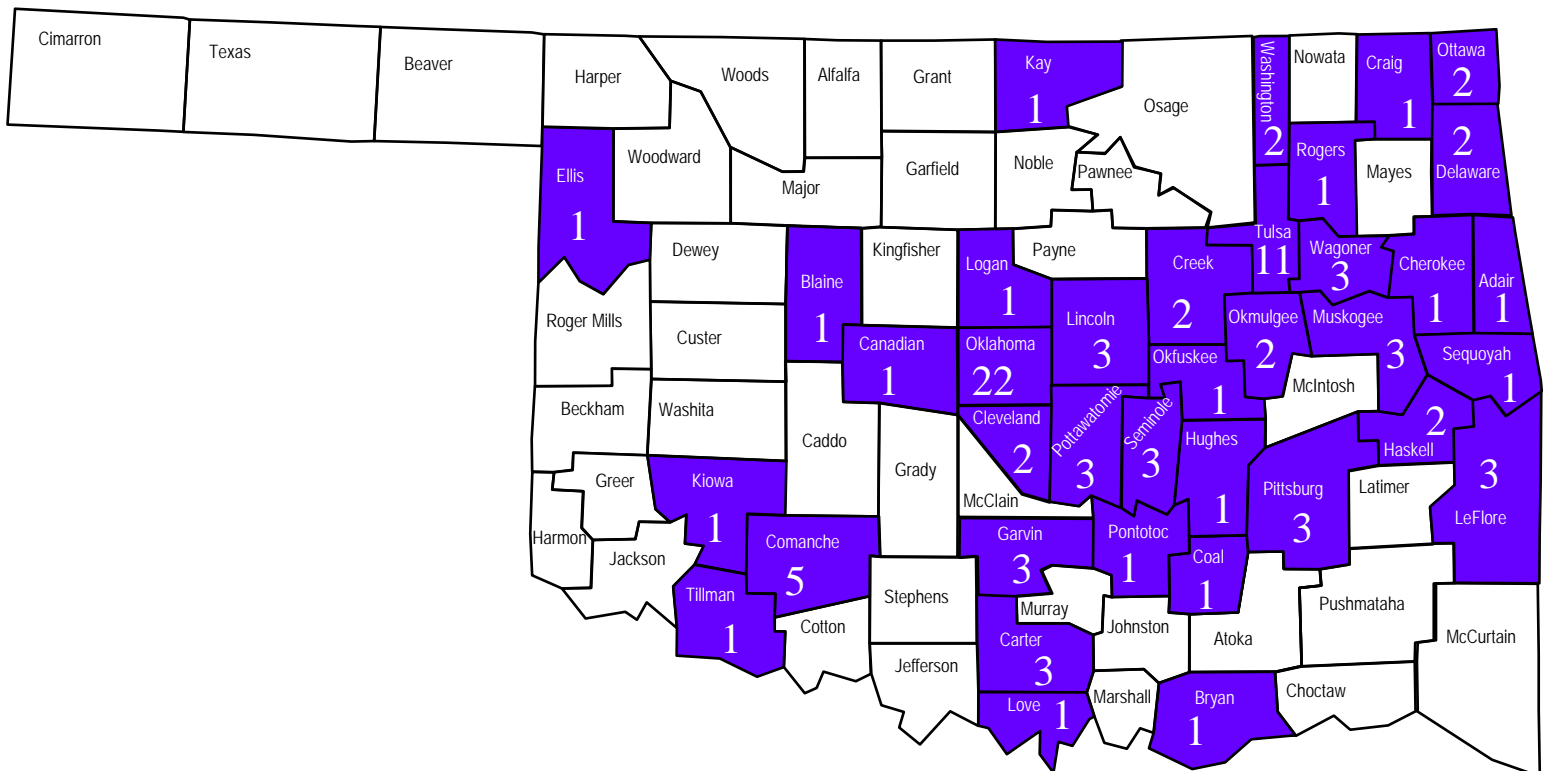 Cimarron
Texas
Beaver
Harper
Woods
Alfalfa
Grant
Kay
1
Osage
Washington
2
Nowata
Craig
1
Ottawa
2
Ellis
1
Woodward
Major
Garfield
Noble
Pawnee
Rogers
1
Mayes
2
Delaware
Dewey
Blaine
1
Kingfisher
Logan
1
Payne
Creek
2
Tulsa
11
Wagoner
3
Cherokee
1
Adair
1
Roger Mills
Custer
Canadian
1
Oklahoma
22
Lincoln
3
Okfuskee
1
Okmulgee
2
Muskogee
3
Sequoyah
1
Beckham
Washita
Caddo
Grady
Cleveland
2
McClain
Pottawatomie
3
Seminole
3
Hughes
1
McIntosh
2
Haskell
Harmon
Greer
Kiowa
1
Jackson
Comanche
5
Garvin
3
Pontotoc
1
Coal
1
Pittsburg
3
Latimer
3
LeFlore
Tillman
1
Cotton
Stephens
Murray
Johnston
Atoka
Pushmataha
McCurtain
Jefferson
Carter
3
Love
1
Marshall
Bryan
1
Choctaw